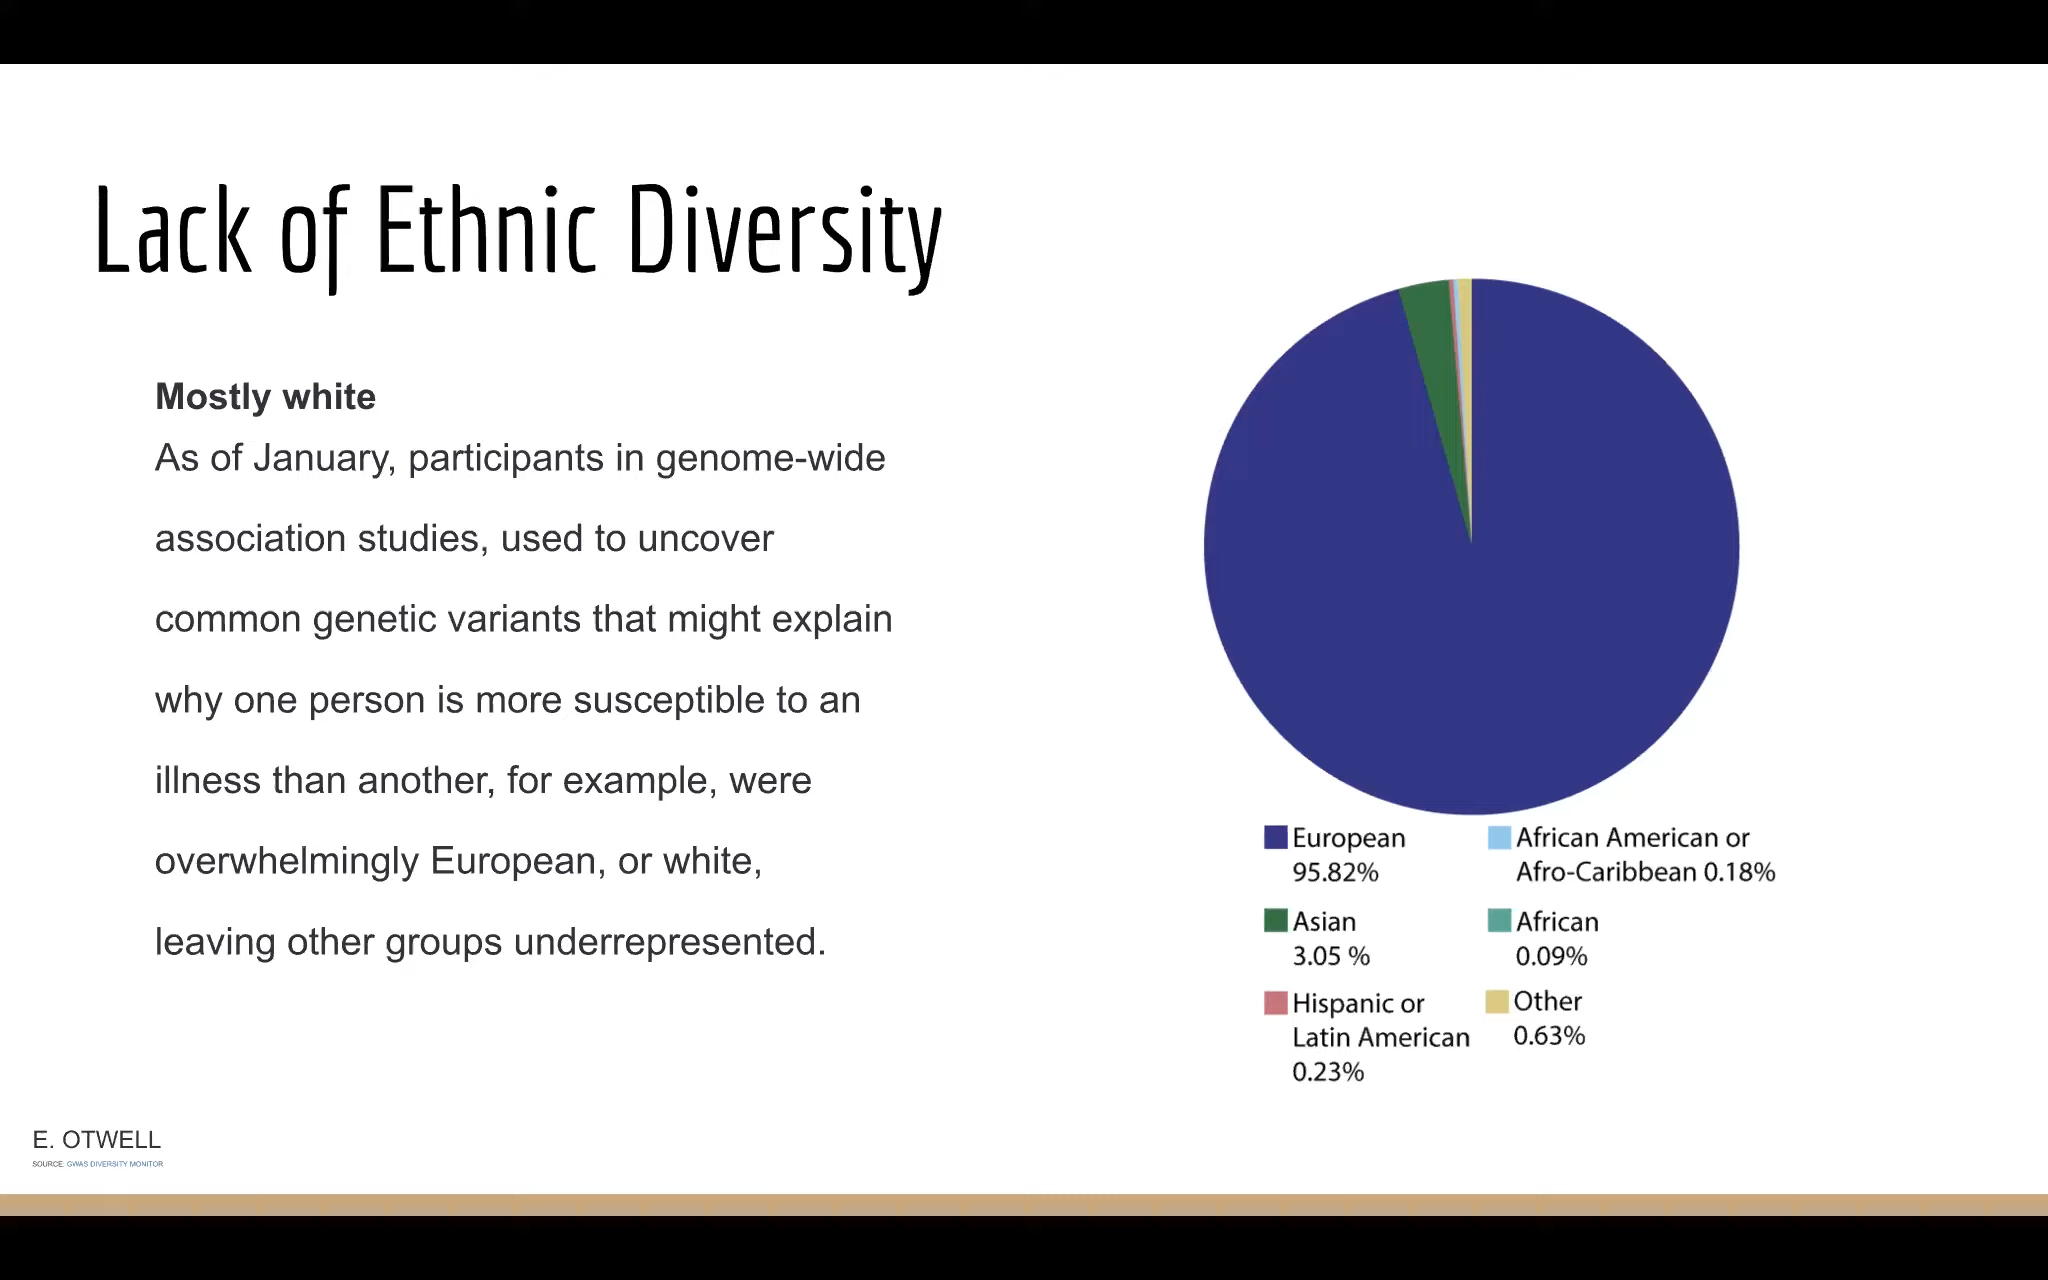 Lack of Ethnic Diversity
Mostly white
As of January, participants in genome-wide
association studies, used to uncover
common genetic variants that might explain
why one person is more susceptible to an
illness than another, for example, were
overwhelmingly European, or white,
leaving other groups underrepresented.
European
95.82%
Asian
3.05 %
Hispanic or
Latin American
0.23%
African American or
Afro-Caribbean 0.18%
African
0.09%
Other
0.63%
E. OTWELL
SOURCE: GWAS DIVERSITY MONITOR